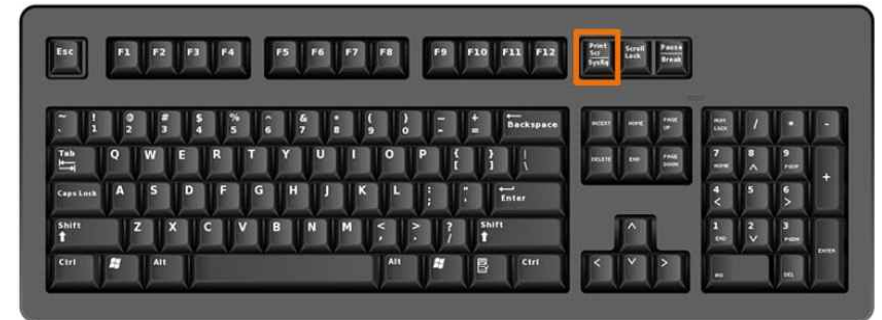 Esc F1 F2 F3 F4 F5 F6 F7 F8 F9 F10 F11 F12 Print Scr SysRq Scroll Lock Pause Break
~ ` ! 1 @ 2 # 3 $ 4 % 5 ^ 6 & 7 * 8 ( 9 ) 0 - + = Backspace INSERT HOME PAGE UP NUM LOCK / * -
Tab Q W E R T Y U I O P { [ } ] | \ DELETE END PAGE DOWN 7 HOME 8 9 PGUP +
Caps Lock A S D F G H J K L : ; " ' Enter 4 5 6
Shift Z X C V B N M < , > . ? / Shift 1 END 2 3 PGDN ENTER
Ctrl Alt Alt Ctrl DEL